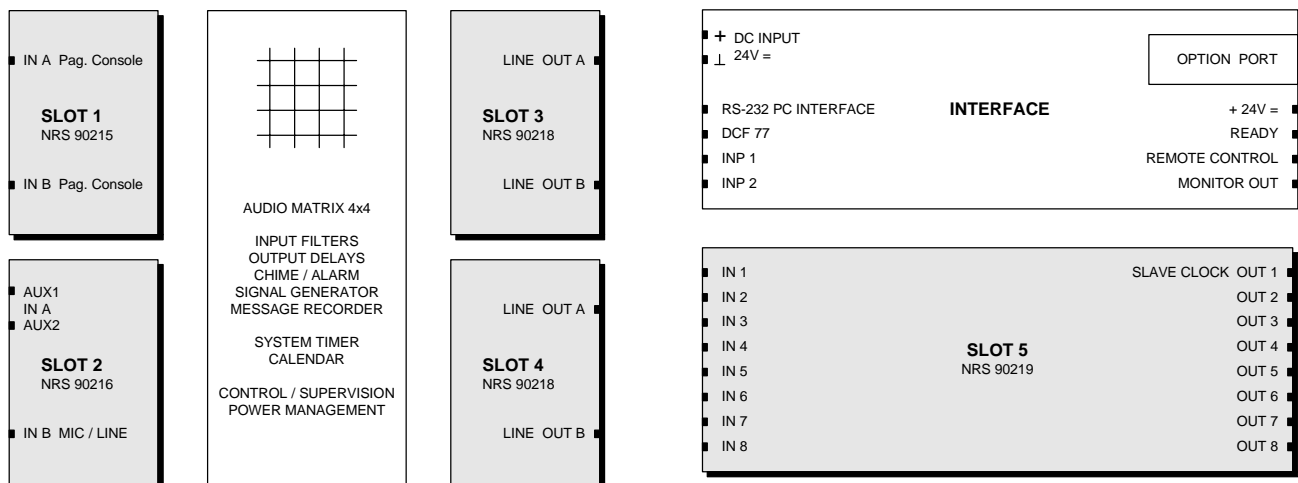 IN A Pag. Console
SLOT 1
NRS 90215
IN B Pag. Console
AUX1
IN A
AUX2
SLOT 2
NRS 90216
IN B MIC / LINE
AUDIO MATRIX 4x4
INPUT FILTERS
OUTPUT DELAYS
CHIME / ALARM
SIGNAL GENERATOR
MESSAGE RECORDER
SYSTEM TIMER
CALENDAR
CONTROL / SUPERVISION
POWER MANAGEMENT
LINE OUT A
SLOT 3
NRS 90218
LINE OUT B
LINE OUT A
SLOT 4
NRS 90218
LINE OUT B
+ DC INPUT
⊥ 24V =
OPTION PORT
RS-232 PC INTERFACE
DCF 77
INP 1
INP 2
INTERFACE
+ 24V =
READY
REMOTE CONTROL
MONITOR OUT
IN 1
IN 2
IN 3
IN 4
IN 5
IN 6
IN 7
IN 8
SLOT 5
NRS 90219
SLAVE CLOCK OUT 1
OUT 2
OUT 3
OUT 4
OUT 5
OUT 6
OUT 7
OUT 8